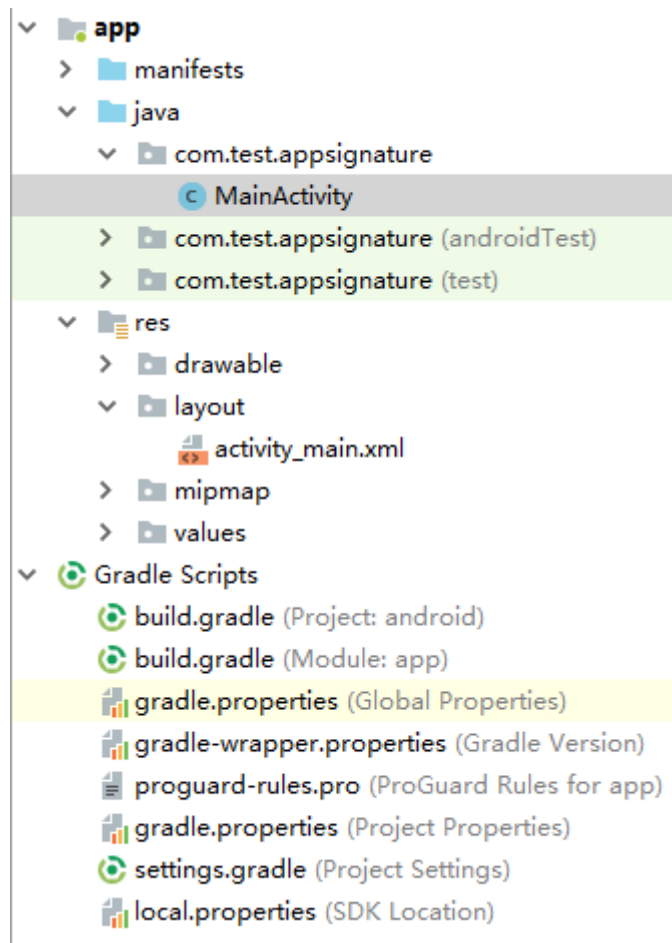 app
manifests
java
com.test.appsignature
C MainActivity
com.test.appsignature (androidTest)
com.test.appsignature (test)
res
drawable
layout
activity_main.xml
mipmap
values
Gradle Scripts
build.gradle (Project: android)
build.gradle (Module: app)
gradle.properties (Global Properties)
gradle-wrapper.properties (Gradle Version)
proguard-rules.pro (ProGuard Rules for app)
gradle.properties (Project Properties)
settings.gradle (Project Settings)
local.properties (SDK Location)